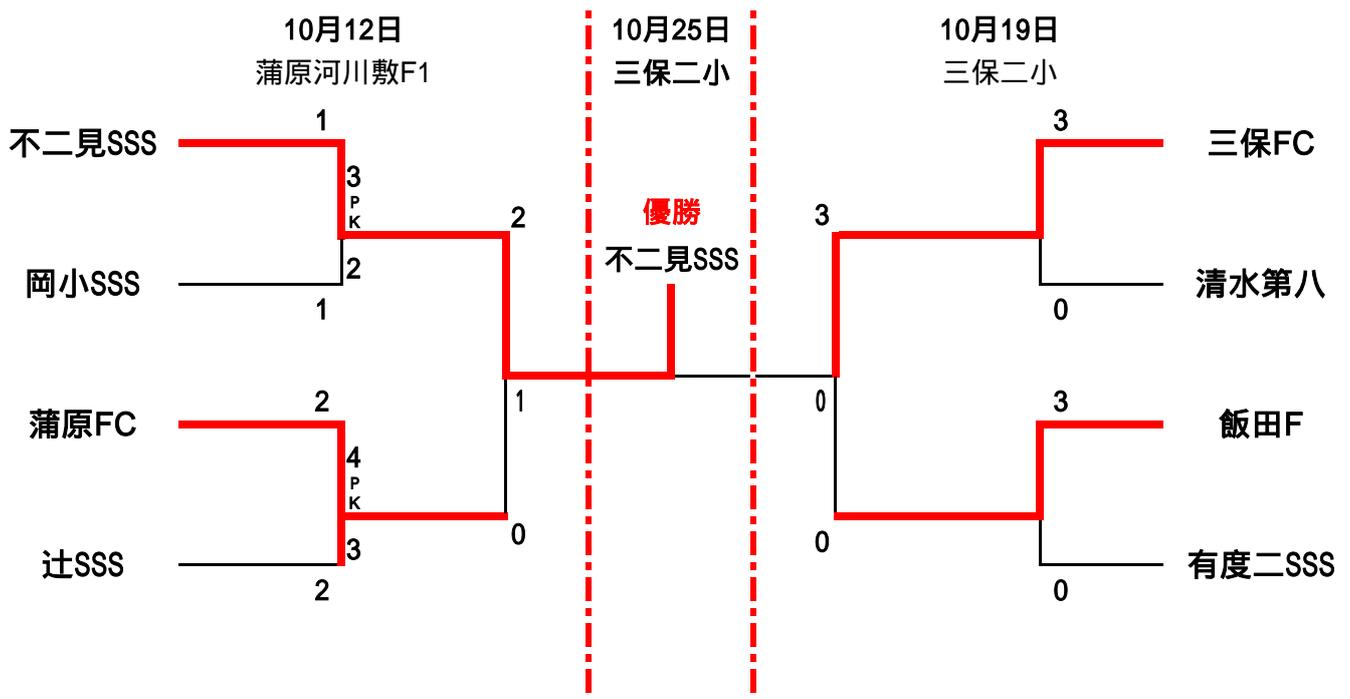 10月12日
蒲原河川敷F1
10月25日
三保二小
10月19日
三保二小
1
不二見SSS
3
P
K
2
岡小SSS
1
2
蒲原FC
4
P
K
3
辻SSS
2
2
1
0
優勝
不二見SSS
3
0
0
3
三保FC
清水第八
0
3
飯田F
有度二SSS
0